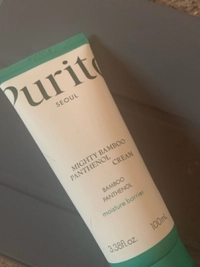 Purito
SEOUL
MIGHTY BAMBOO
PANTHENOL CREAM
BAMBOO
PANTHENOL
moisture barrier
3.38fl.oz. 100mL